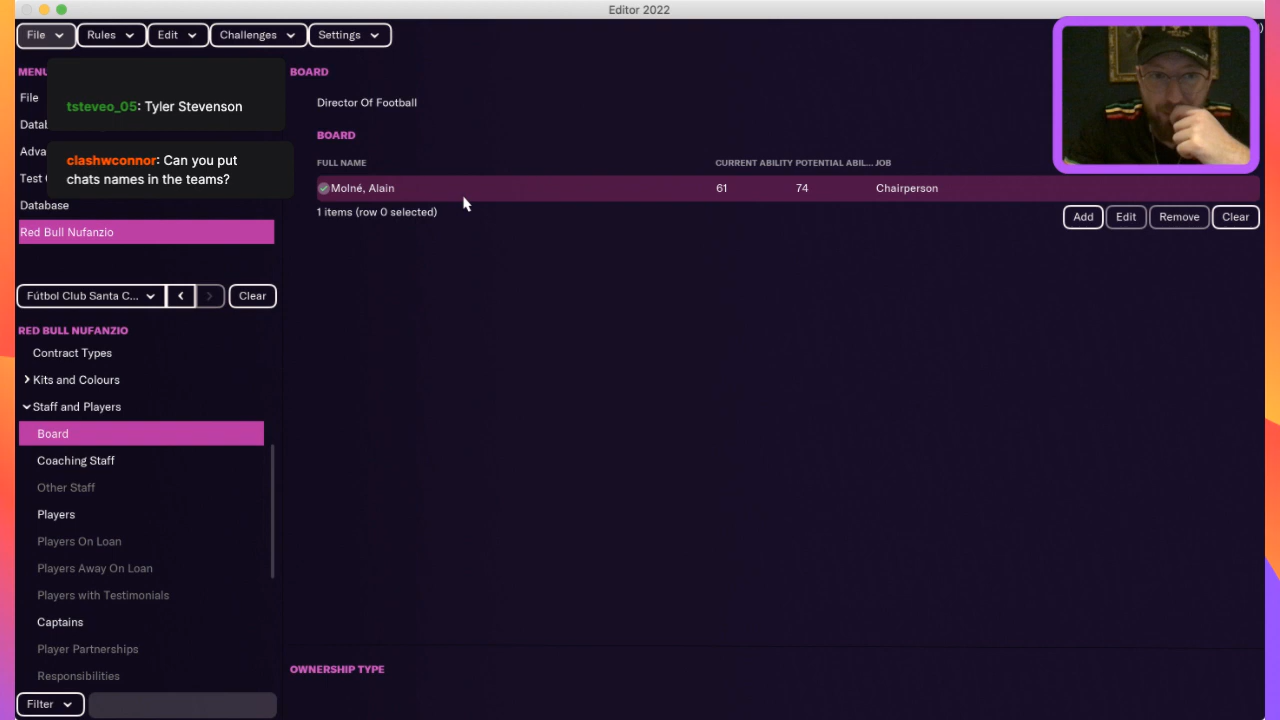 Editor 2022
File
Rules
Edit
Challenges
Settings
MENU
File
Datab
Adva
Test
Database
Red Bull Nufanzio
tsteveo_05: Tyler Stevenson
clashwconnor: Can you put
chats names in the teams?
Fútbol Club Santa C...
Clear
RED BULL NUFANZIO
Contract Types
Kits and Colours
Staff and Players
Board
Coaching Staff
Other Staff
Players
Players On Loan
Players Away On Loan
Players with Testimonials
Captains
Player Partnerships
Responsibilities
Filter
BOARD
Director Of Football
BOARD
FULL NAME CURRENT ABILITY POTENTIAL ABIL... JOB
Molné, Alain 61 74 Chairperson
1 items (row 0 selected)
Add Edit Remove Clear
OWNERSHIP TYPE